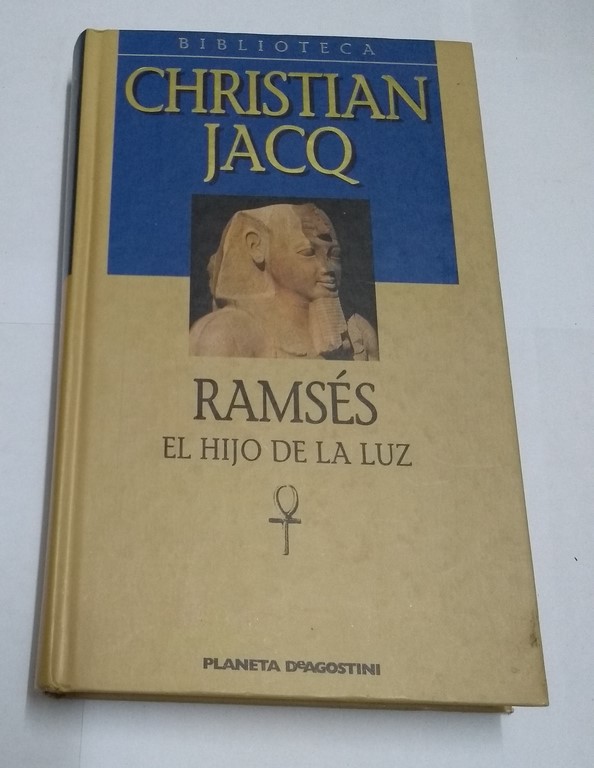 BIBLIOTECA
CHRISTIAN
JACQ
RAMSÉS
EL HIJO DE LA LUZ
PLANETA DeAGOSTINI